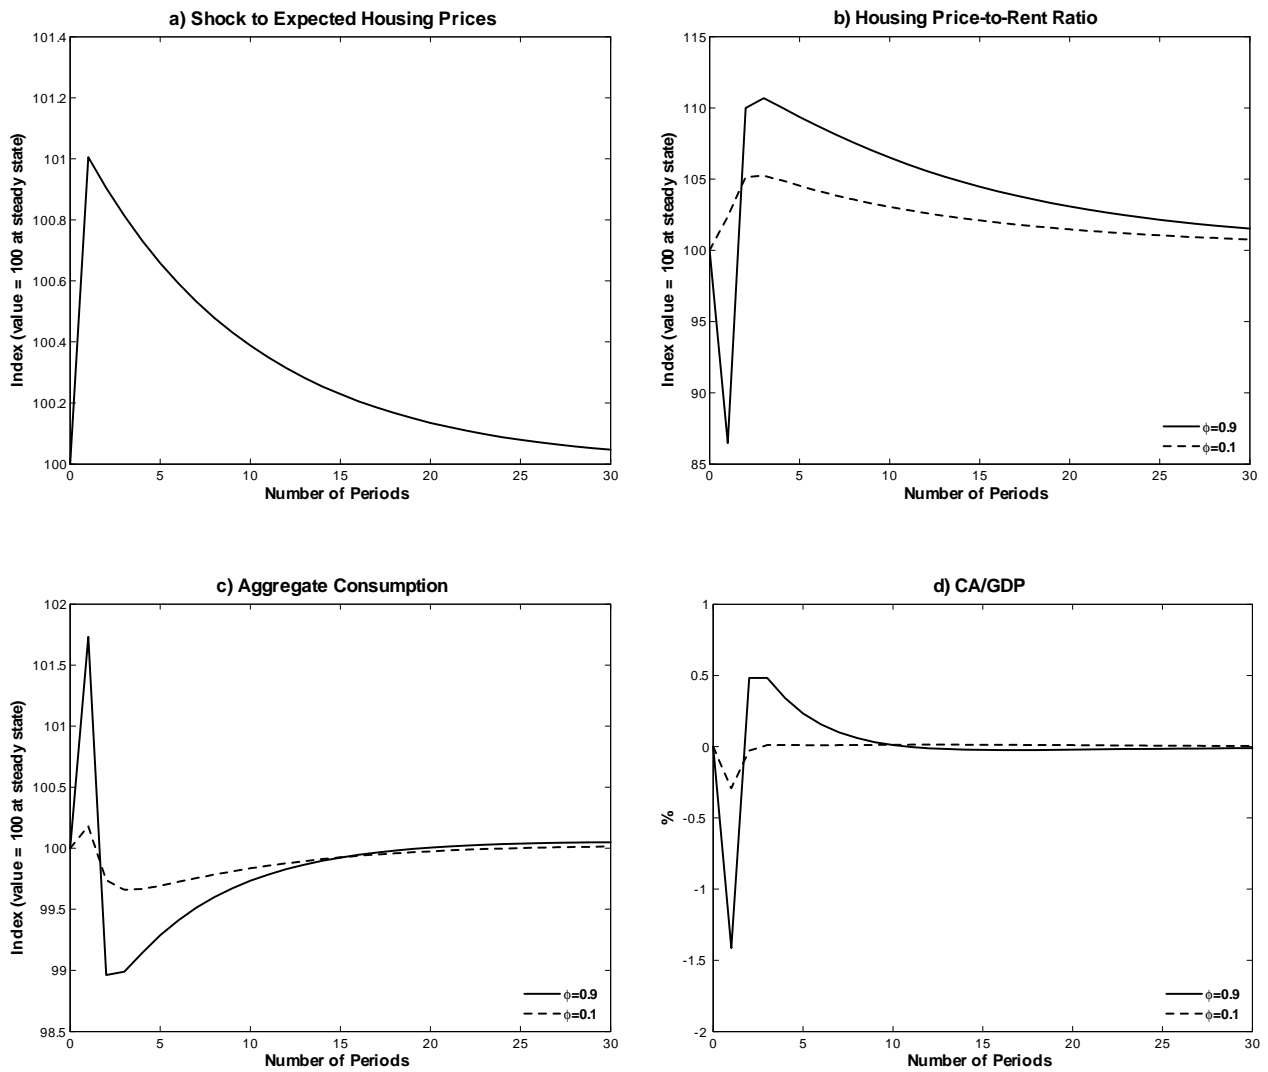 a) Shock to Expected Housing Prices
101.4
101.2
101
100.8
100.6
100.4
100.2
100
Index (value = 100 at steady state)
0 5 10 15 20 25 30
Number of Periods
b) Housing Price-to-Rent Ratio
115
110
105
100
95
90
85
Index (value = 100 at steady state)
ϕ=0.9
ϕ=0.1
0 5 10 15 20 25 30
Number of Periods
c) Aggregate Consumption
102
101.5
101
100.5
100
99.5
99
98.5
Index (value = 100 at steady state)
ϕ=0.9
ϕ=0.1
0 5 10 15 20 25 30
Number of Periods
d) CA/GDP
1
0.5
0
-0.5
-1
-1.5
-2
%
ϕ=0.9
ϕ=0.1
0 5 10 15 20 25 30
Number of Periods